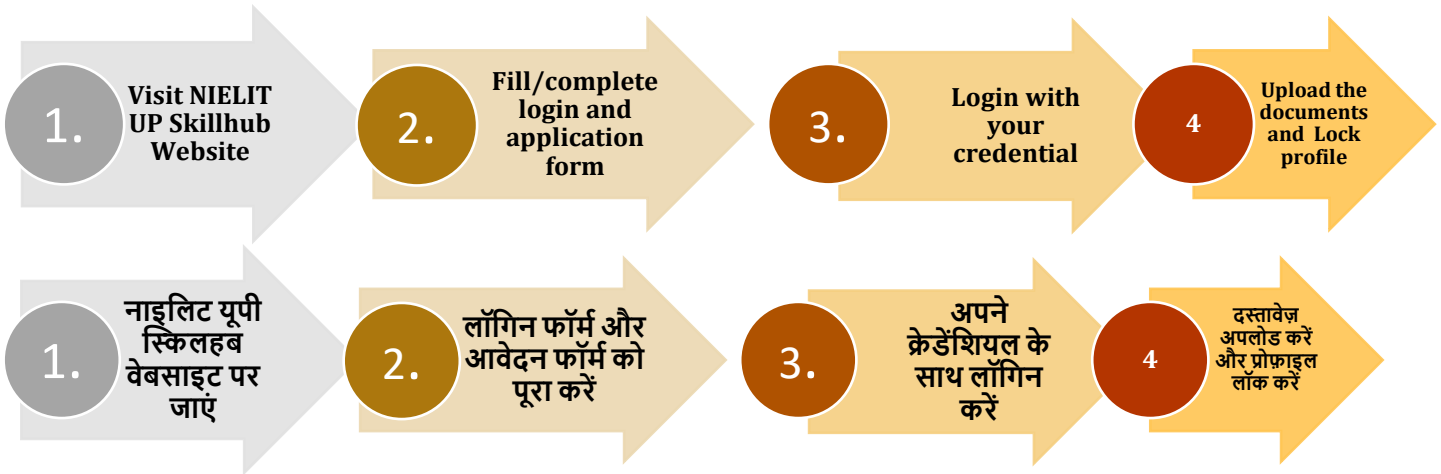 1.
Visit NIELIT
UP Skillhub
Website
2.
Fill/complete
login and
application
form
3.
Login with
your
credential
4
Upload the
documents
and Lock
profile
1.
नाइलिट यूपी
स्किलहब
वेबसाइट पर
जाएं
2.
लॉगिन फॉर्म और
आवेदन फॉर्म को
पूरा करें
3.
अपने
क्रेडेंशियल के
साथ लॉगिन
करें
4
दस्तावेज़
अपलोड करें
और प्रोफ़ाइल
लॉक करें